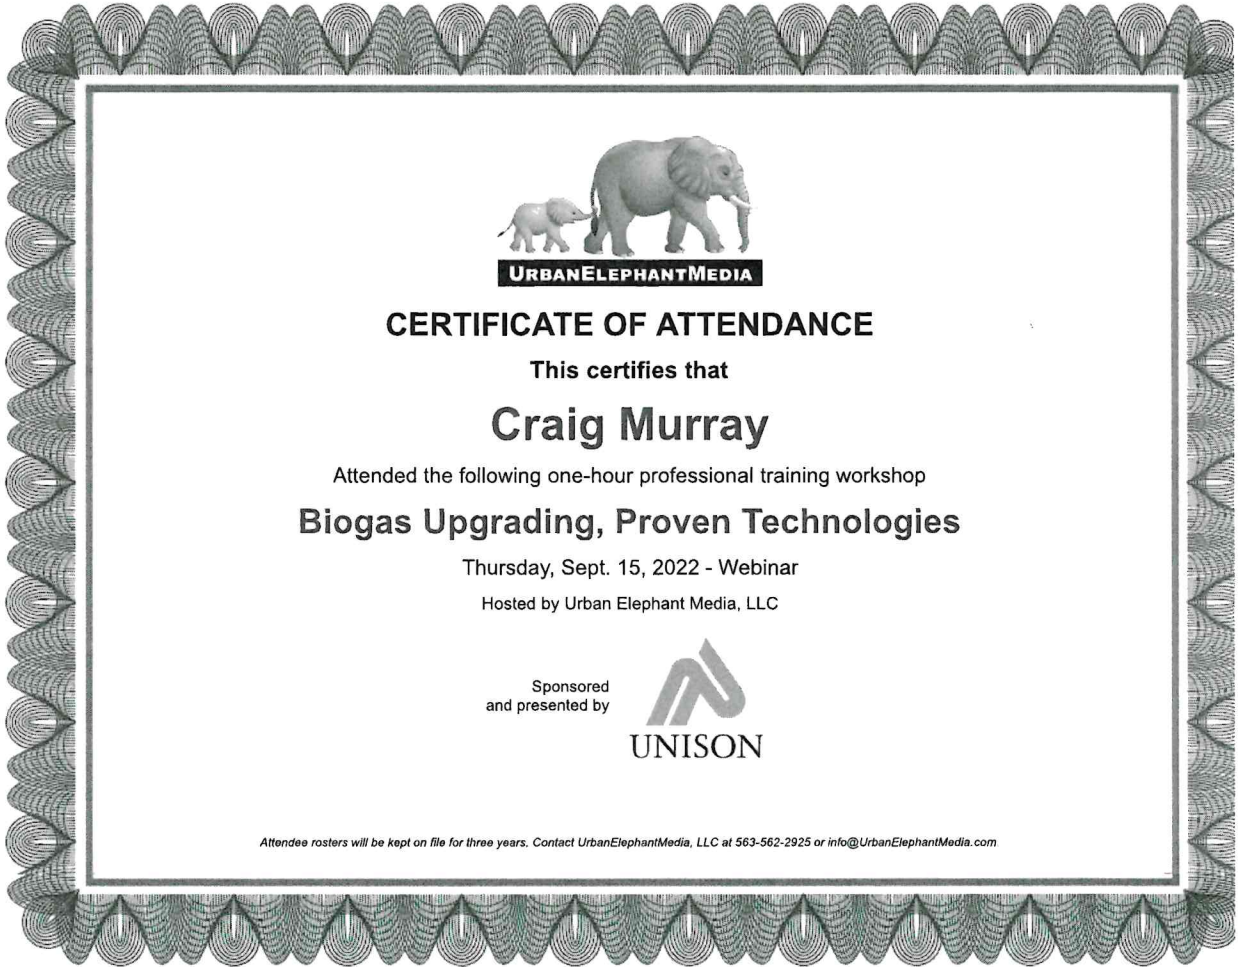 URBANELEPHANTMEDIA
CERTIFICATE OF ATTENDANCE
This certifies that
Craig Murray
Attended the following one-hour professional training workshop
Biogas Upgrading, Proven Technologies
Thursday, Sept. 15, 2022 - Webinar
Hosted by Urban Elephant Media, LLC
Sponsored
and presented by
UNISON
Attendee rosters will be kept on file for three years. Contact UrbanElephantMedia, LLC at 563-562-2925 or info@UrbanElephantMedia.com